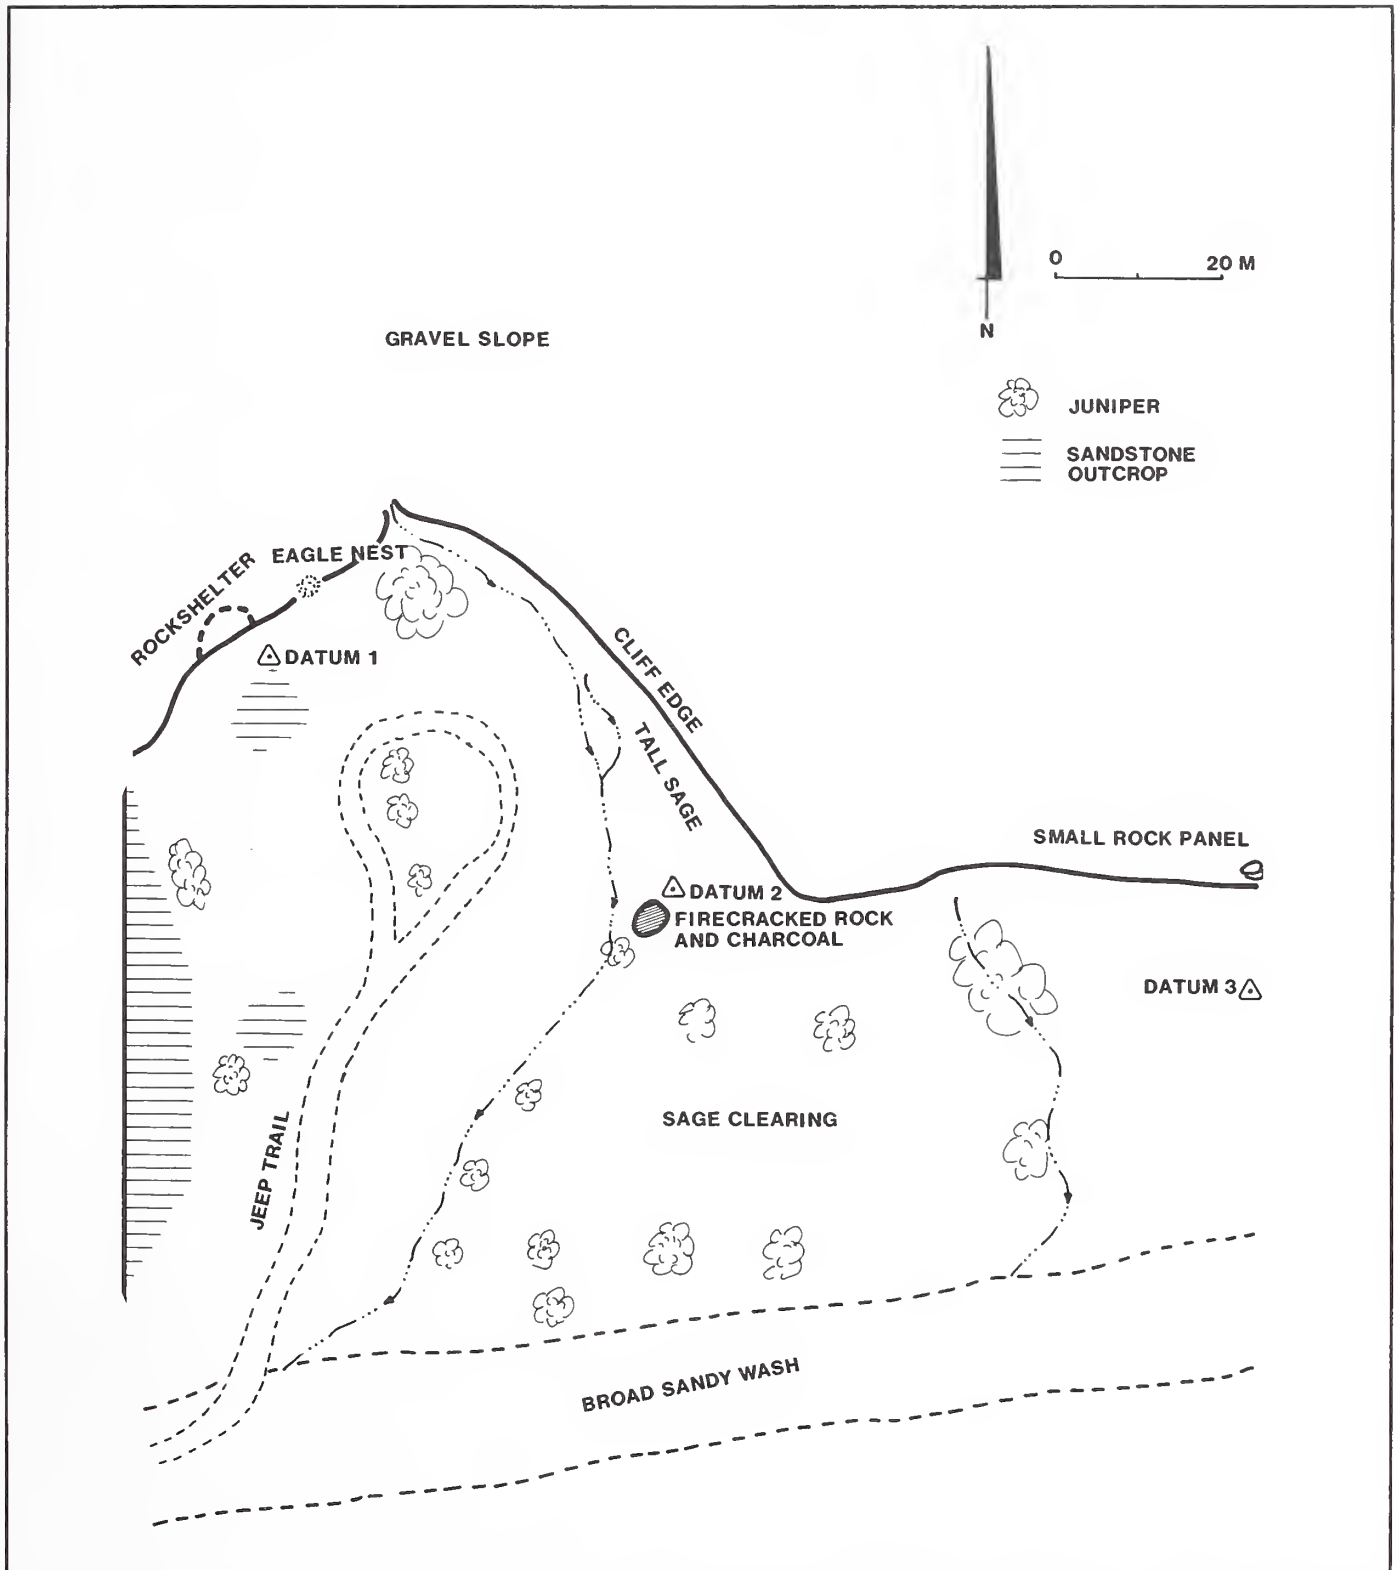 0
20 M
N
GRAVEL SLOPE
JUNIPER
SANDSTONE
OUTCROP
EAGLE NEST
ROCKSHELTER
DATUM 1
CLIFF EDGE
TALL SAGE
SMALL ROCK PANEL
DATUM 2
FIRECRACKED ROCK
AND CHARCOAL
DATUM 3
SAGE CLEARING
JEEP TRAIL
BROAD SANDY WASH